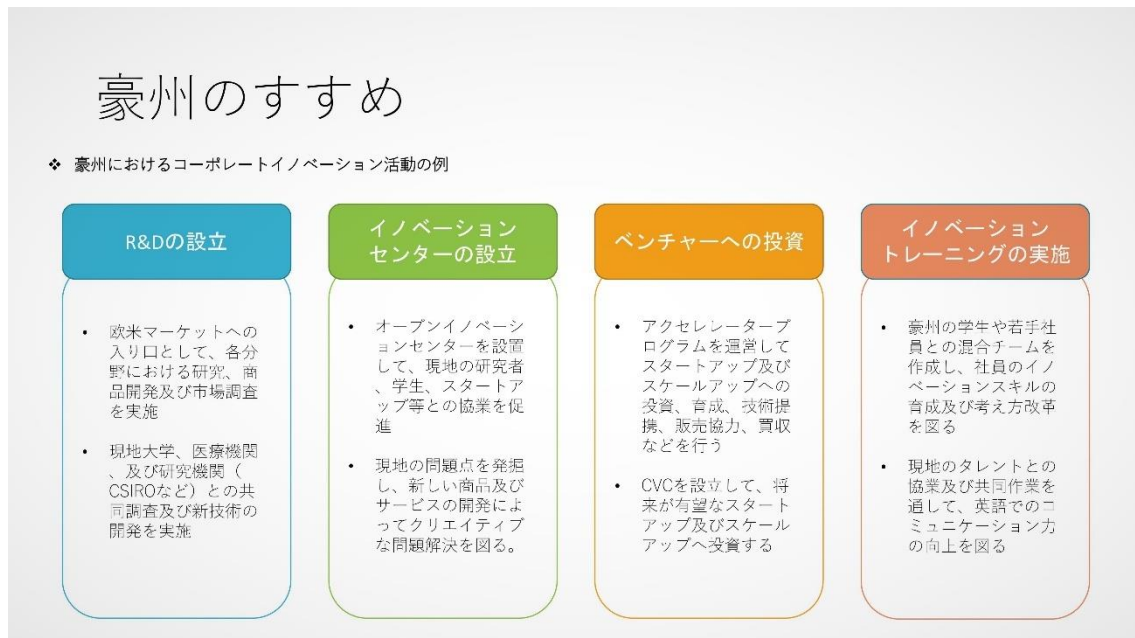 豪州のすすめ
❖ 豪州におけるコーポレートイノベーション活動の例
R&Dの設立
• 欧米マーケットへの
入り口として、各分
野における研究、商
品開発及び市場調査
を実施
• 現地大学、医療機関
、及び研究機関（
CSIROなど）との共
同調査及び新技術の
開発を実施
イノベーション
センターの設立
• オープンイノベーシ
ョンセンターを設置
して、現地の研究者
、学生、スタートア
ップ等との協業を促
進
• 現地の問題点を発掘
し、新しい商品及び
サービスの開発によ
ってクリエイティブ
な問題解決を図る。
ベンチャーへの投資
• アクセレレータープ
ログラムを運営して
スタートアップ及び
スケールアップへの
投資、育成、技術提
携、販売協力、買収
などを行う
• CVCを設立して、将
来が有望なスタート
アップ及びスケール
アップへ投資する
イノベーション
トレーニングの実施
• 豪州の学生や若手社
員との混合チームを
作成し、社員のイノ
ベーションスキルの
育成及び考え方改革
を図る
• 現地のタレントとの
協業及び共同作業を
通して、英語でのコ
ミュニケーション力
の向上を図る